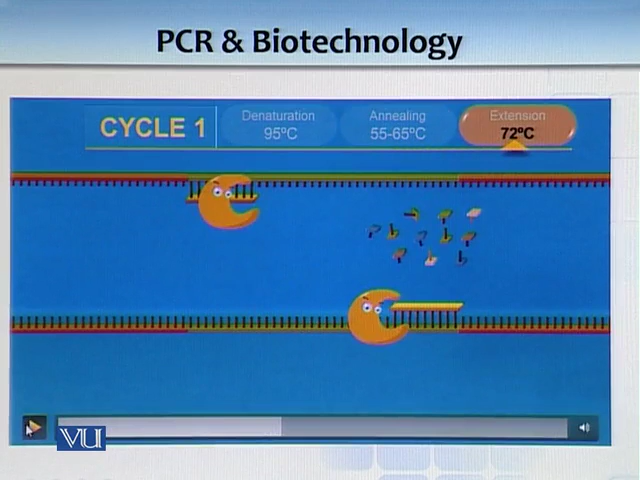 PCR & Biotechnology
CYCLE 1
Denaturation
95ºC
Annealing
55-65ºC
Extension
72ºC
VU